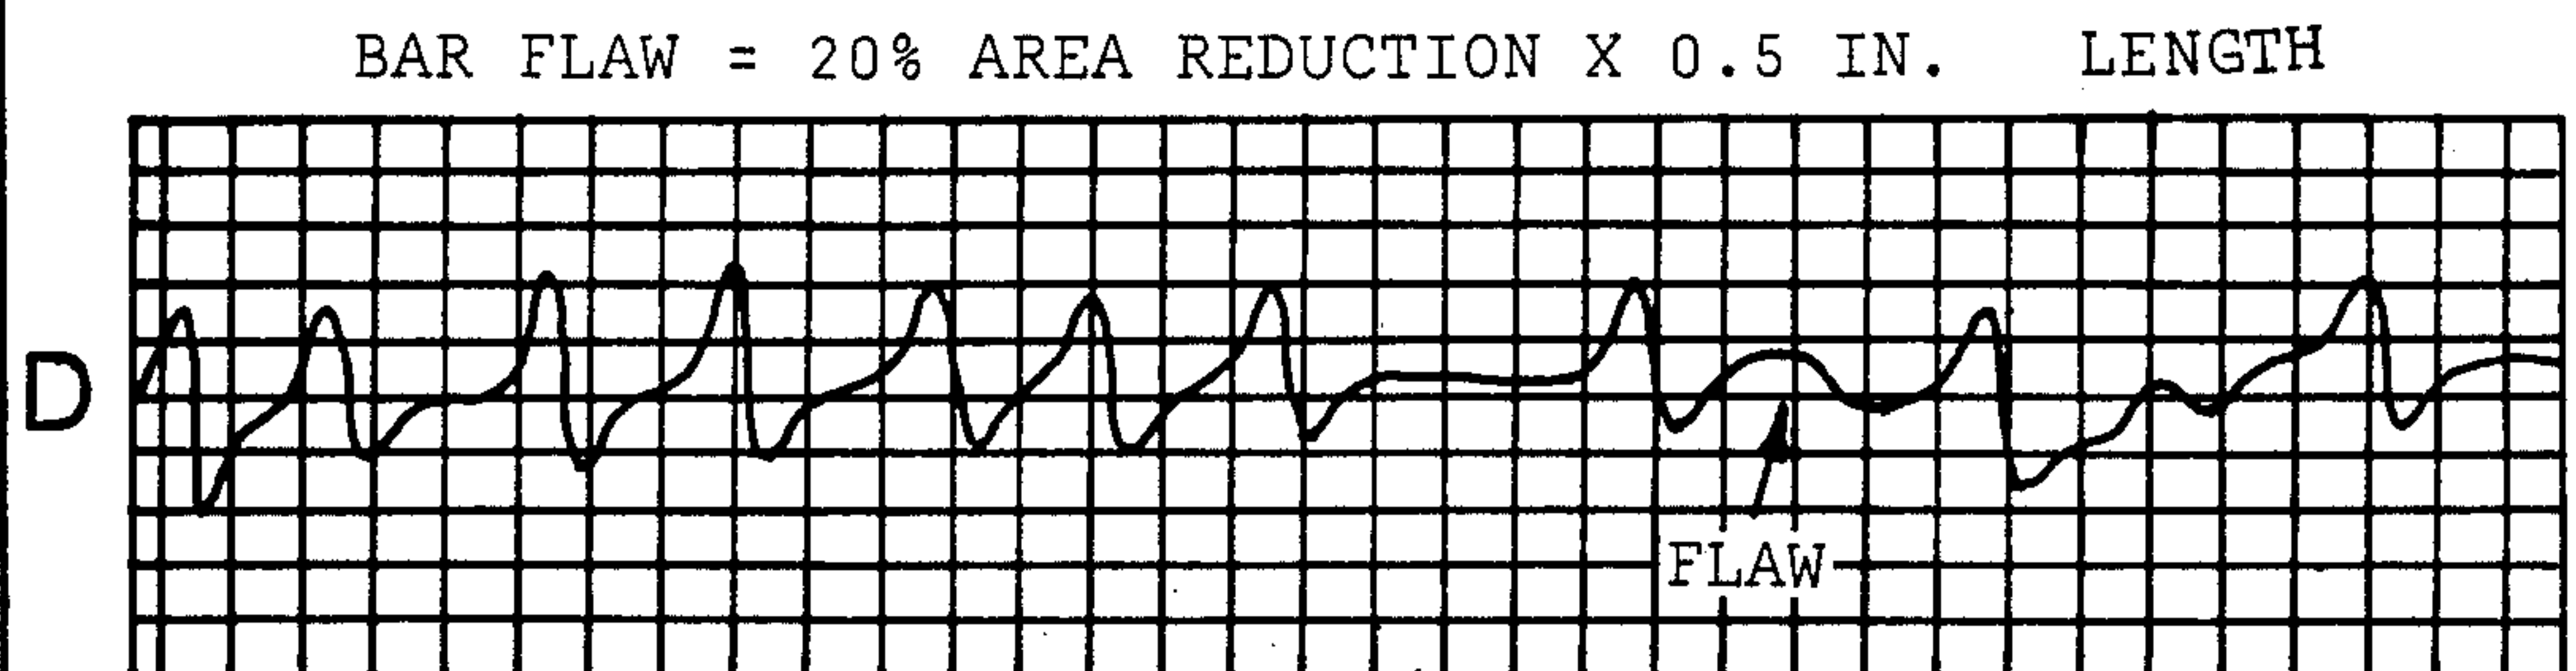 BAR FLAW = 20% AREA REDUCTION X 0.5 IN. LENGTH
D
FLAW